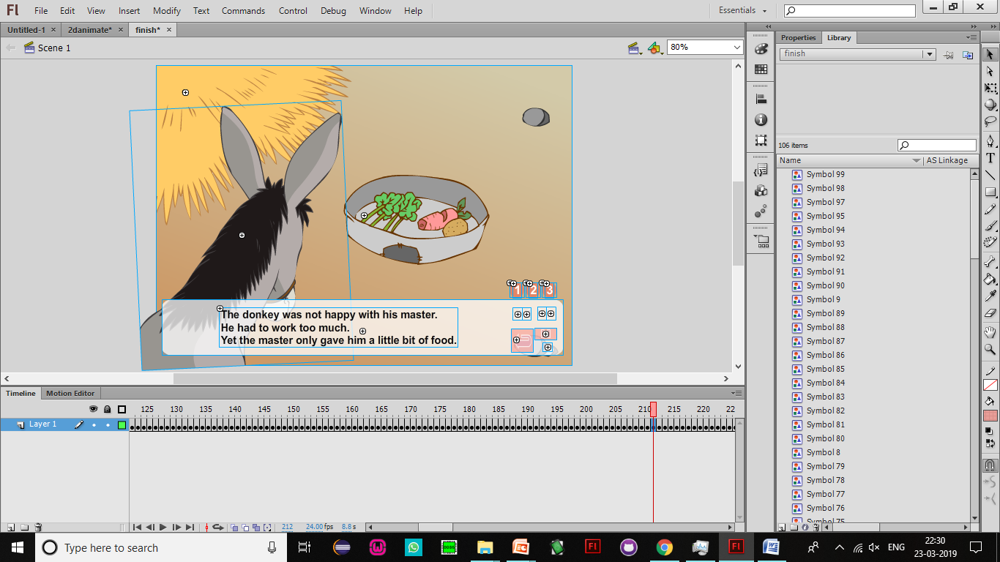 Fl File Edit View Insert Modify Text Commands Control Debug Window Help Essentials
Untitled-1 × 2danimate* × finish* ×
Scene 1
80%
Properties Library
finish
106 items
Name AS Linkage
Symbol 99
Symbol 98
Symbol 97
Symbol 95
Symbol 94
Symbol 93
Symbol 92
Symbol 91
Symbol 90
Symbol 9
Symbol 89
Symbol 88
Symbol 87
Symbol 86
Symbol 85
Symbol 84
Symbol 83
Symbol 82
Symbol 81
Symbol 80
Symbol 8
Symbol 79
Symbol 78
Symbol 77
Symbol 76
Symbol 75
1 2 3
The donkey was not happy with his master.
He had to work too much.
Yet the master only gave him a little bit of food.
Timeline Motion Editor
125 130 135 140 145 150 155 160 165 170 175 180 185 190 195 200 205 210 215 220 22
Layer 1
212 24.00 fps 8.8 s
Type here to search
ENG
22:30
23-03-2019